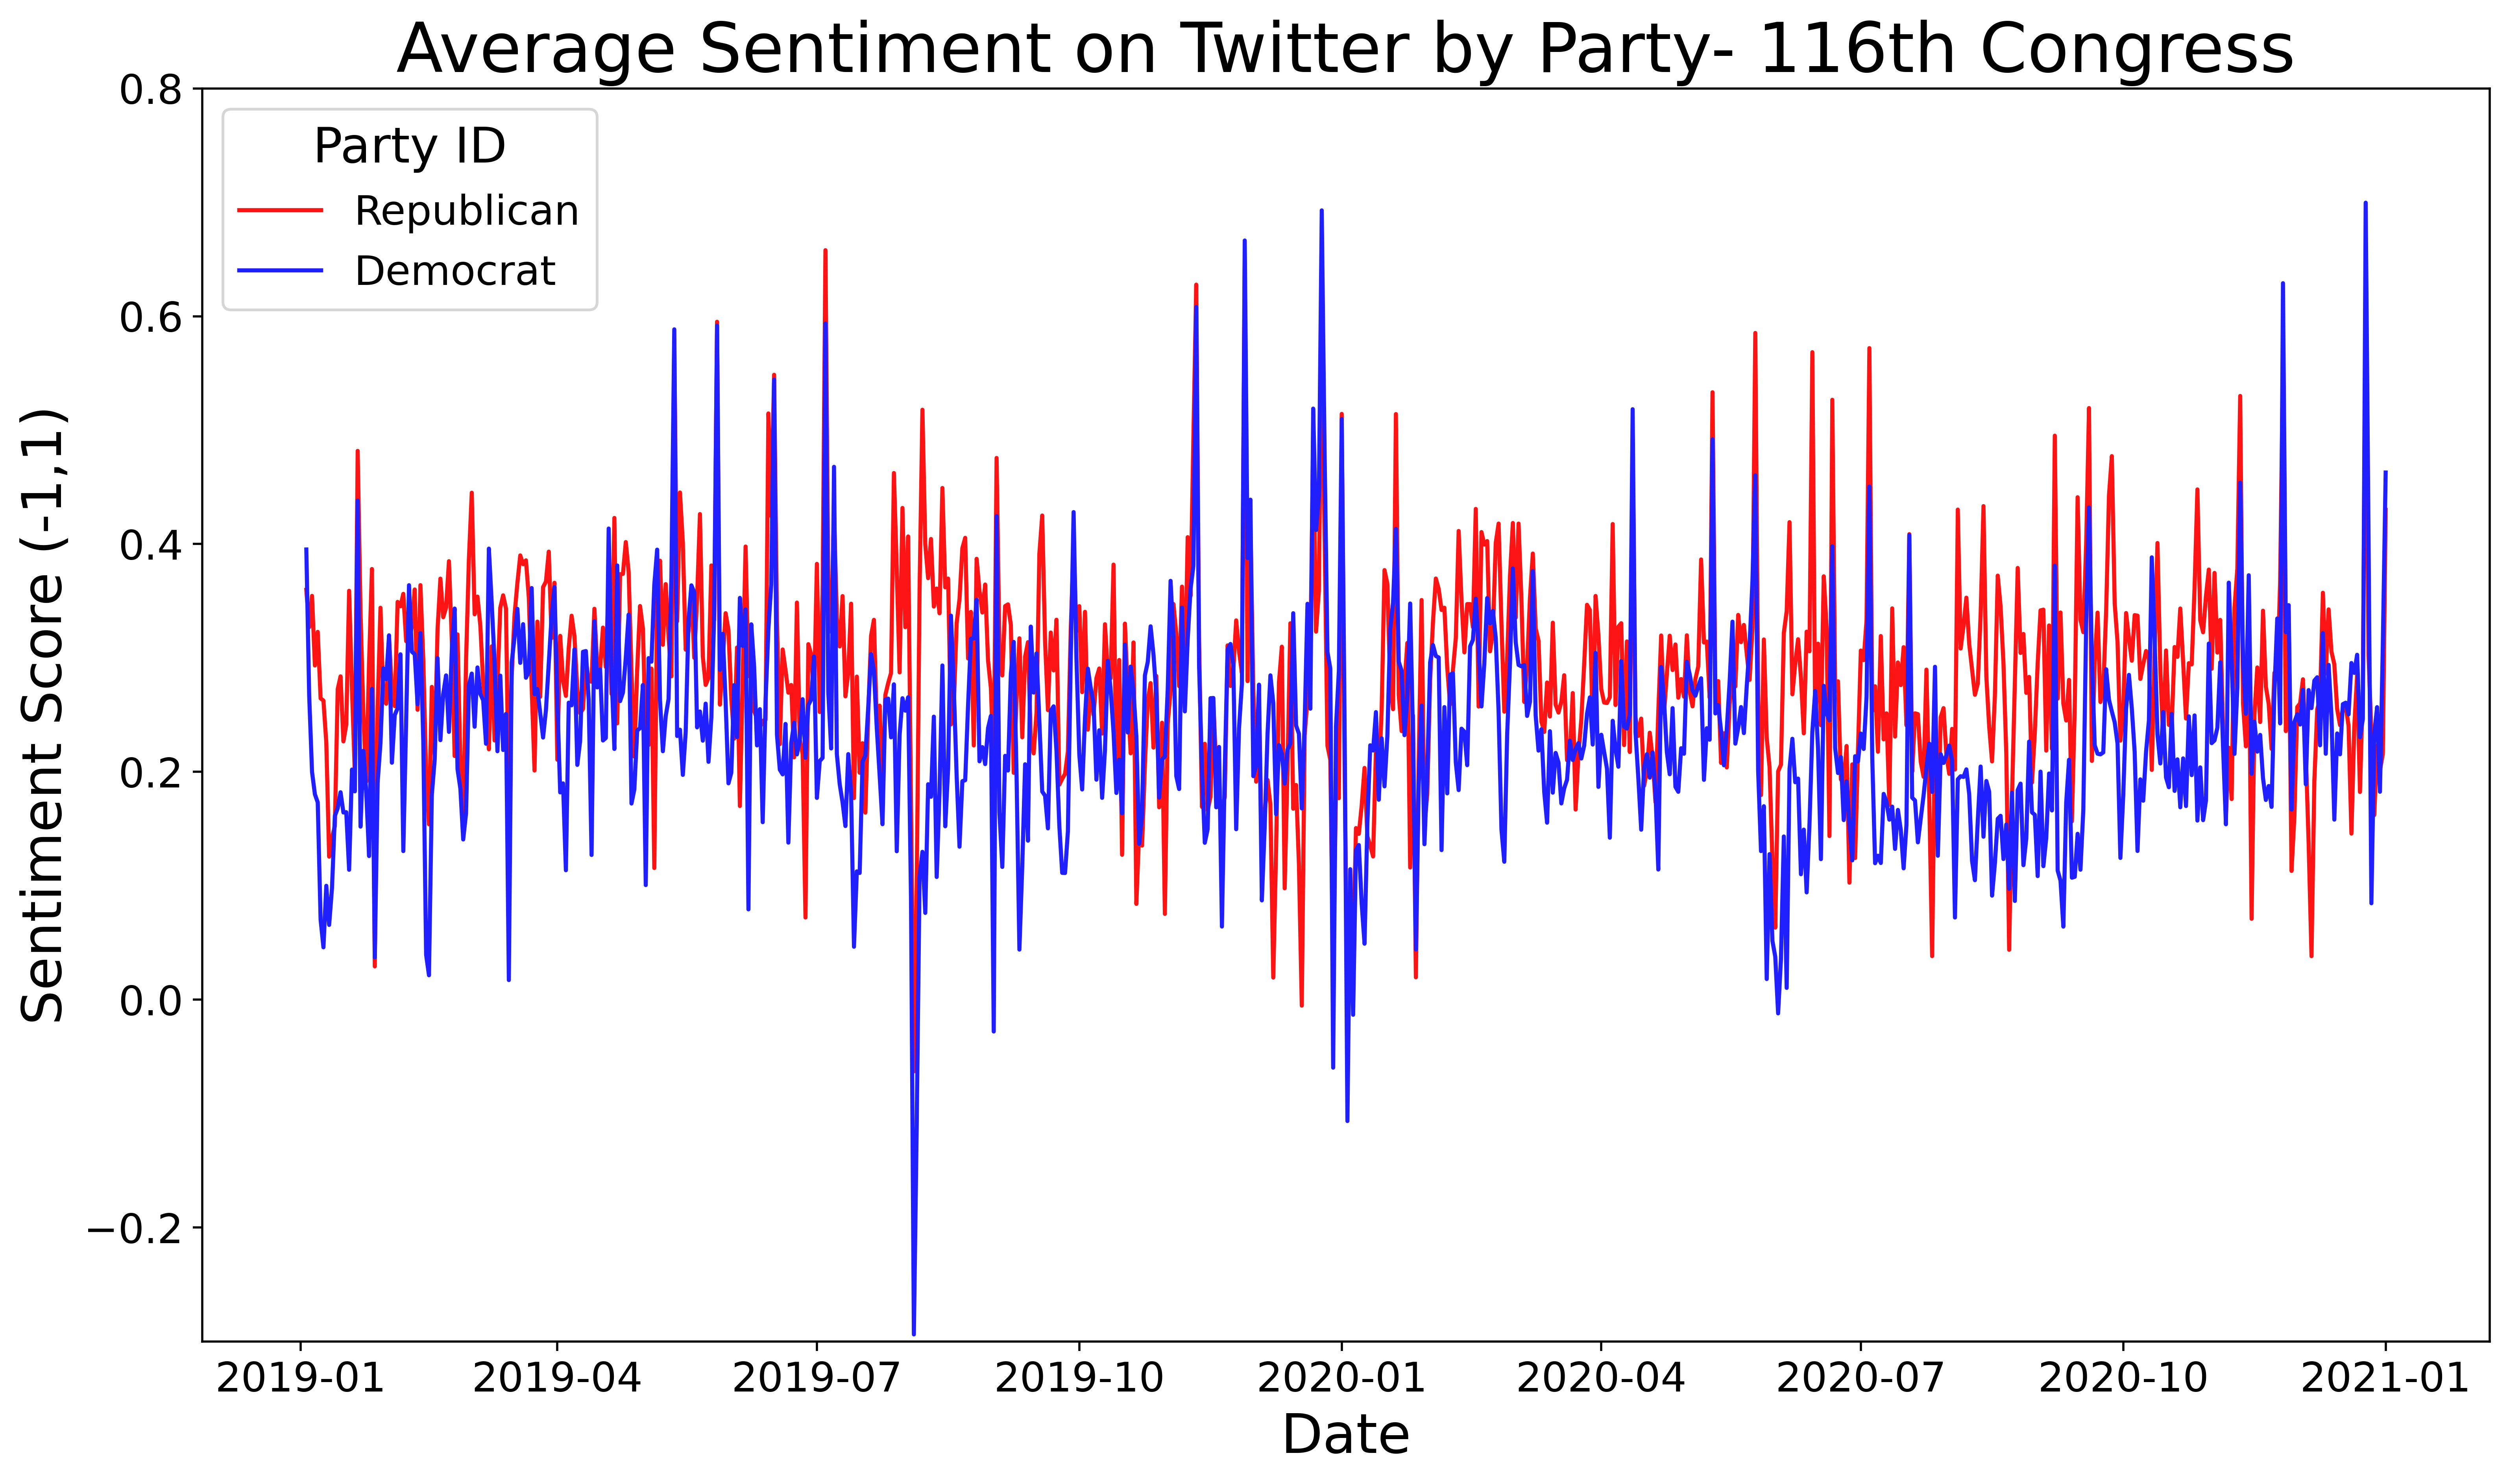 Average Sentiment on Twitter by Party- 116th Congress
0.8
Party ID
Republican
Democrat
0.6
0.4
0.2
0.0
−0.2
Sentiment Score (-1,1)
2019-01 2019-04 2019-07 2019-10 2020-01 2020-04 2020-07 2020-10 2021-01
Date